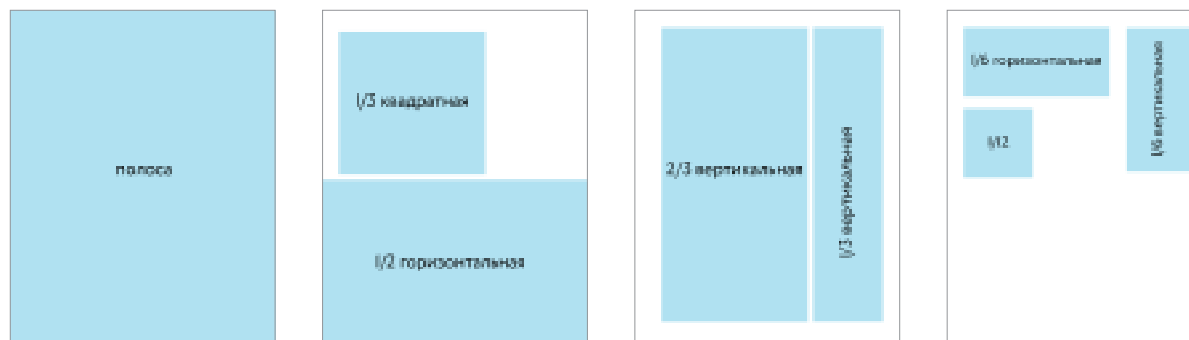 полоса
1/3 квадратная
1/2 горизонтальная
2/3 вертикальная
1/3 вертикальная
1/6 горизонтальная
1/12
1/6 вертикальная